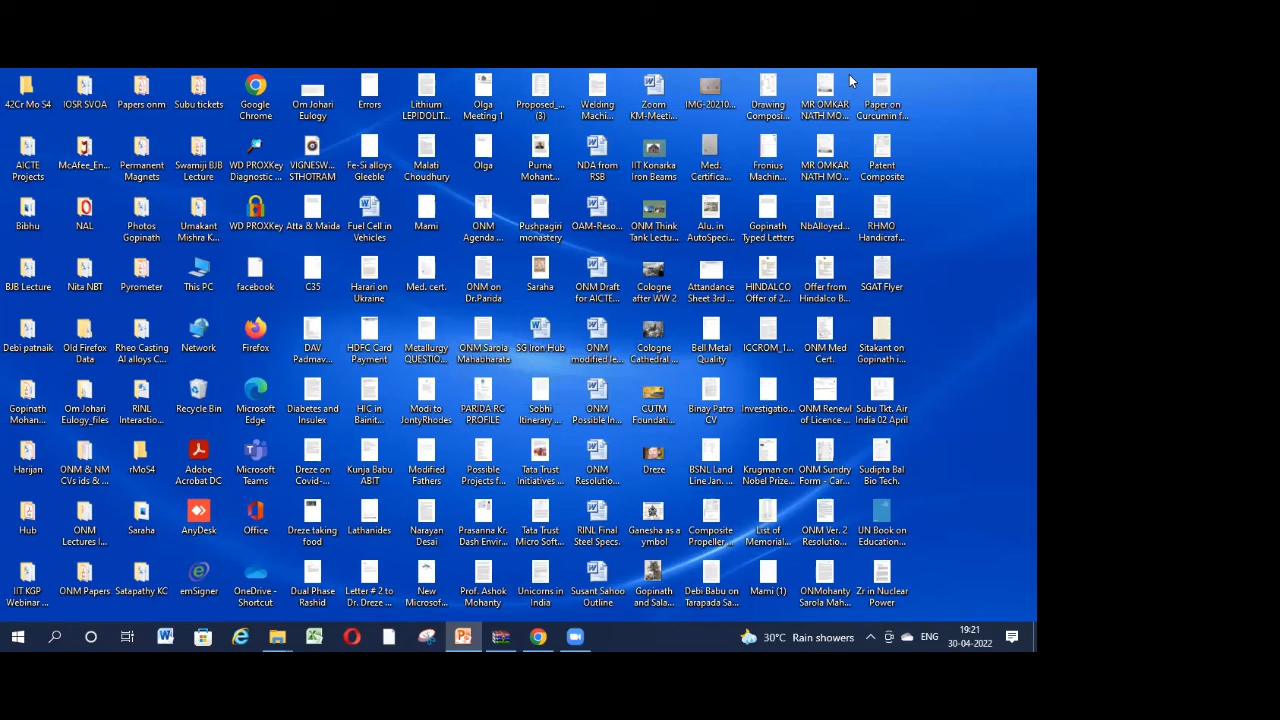 42Cr Mo S4
IOSR SVOA
Papers onm
Subu tickets
Google
Chrome
Om Johari
Eulogy
Errors
Lithium
LEPIDOLIT...
Olga
Meeting 1
Proposed_...
(3)
Welding
Machi...
Zoom
KM-Meeti...
IMG-20210...
Drawing
Composi...
MR OMKAR
NATH MO...
Paper on
Curcumin f...
AICTE
Projects
McAfee_En...
Permanent
Magnets
Swamiji BJB
Lecture
WD PROXKey
Diagnostic ...
VIGNESW...
STHOTRAM
Fe-Si alloys
Gleeble
Malati
Choudhury
Olga
Purna
Mohant...
NDA from
RSB
IIT Konarka
Iron Beams
Med.
Certifica...
Fronius
Machin...
MR OMKAR
NATH MO...
Patent
Composite
Bibhu
NAL
Photos
Gopinath
Umakant
Mishra K...
WD PROXKey
Atta & Maida
Fuel Cell in
Vehicles
Mami
ONM
Agenda ...
Pushpagiri
monastery
OAM-Reso...
ONM Think
Tank Lectu...
Alu. in
AutoSpeci...
Gopinath
Typed Letters
NbAlloyed...
RHMO
Handicraf...
BJB Lecture
Nita NBT
Pyrometer
This PC
facebook
C35
Harari on
Ukraine
Med. cert.
ONM on
Dr.Parida
Saraha
ONM Draft
for AICTE...
Cologne
after WW 2
Attandance
Sheet 3rd ...
HINDALCO
Offer of 2...
Offer from
Hindalco B...
SGAT Flyer
Debi patnaik
Old Firefox
Data
Rheo Casting
Al alloys C...
Network
Firefox
DAV
Padmav...
HDFC Card
Payment
Metallurgy
QUESTIO...
ONM Sarola
Mahabharata
SG Iron Hub
ONM
modified le...
Cologne
Cathedral ...
Bell Metal
Quality
ICCROM_1...
ONM Med
Cert.
Sitakant on
Gopinath i...
Gopinath
Mohan...
Om Johari
Eulogy_files
RINL
Interactio...
Recycle Bin
Microsoft
Edge
Diabetes and
Insulex
HIC in
Bainit...
Modi to
JontyRhodes
PARIDA RC
PROFILE
Sobhi
Itinerary ...
ONM
Possible In...
CUTM
Foundati...
Binay Patra
CV
Investigatio...
ONM Renewl
of Licence ...
Subu Tkt. Air
India 02 April
Harijan
ONM & NM
CVs ids & ...
rMoS4
Adobe
Acrobat DC
Microsoft
Teams
Dreze on
Covid-...
Kunja Babu
ABIT
Modified
Fathers
Possible
Projects f...
Tata Trust
Initiatives ...
ONM
Resolutio...
Dreze
BSNL Land
Line Jan. ...
Krugman on
Nobel Prize...
ONM Sundry
Form - Car...
Sudipta Bal
Bio Tech.
Hub
ONM
Lectures I...
Saraha
AnyDesk
Office
Dreze taking
food
Lathanides
Narayan
Desai
Prasanna Kr.
Dash Envir...
Tata Trust
Micro Soft...
RINL Final
Steel Specs.
Ganesha as a
symbol
Composite
Propeller ...
List of
Memorial...
ONM Ver. 2
Resolutio...
UN Book on
Education...
IIT KGP
Webinar ...
ONM Papers
Satapathy KC
emSigner
OneDrive -
Shortcut
Dual Phase
Rashid
Letter # 2 to
Dr. Dreze ...
New
Microsof...
Prof. Ashok
Mohanty
Unicorns in
India
Susant Sahoo
Outline
Gopinath
and Sala...
Debi Babu on
Tarapada Sa...
Mami (1)
ONMohanty
Sarola Mah...
Zr in Nuclear
Power
30°C Rain showers
ENG
19:21
30-04-2022